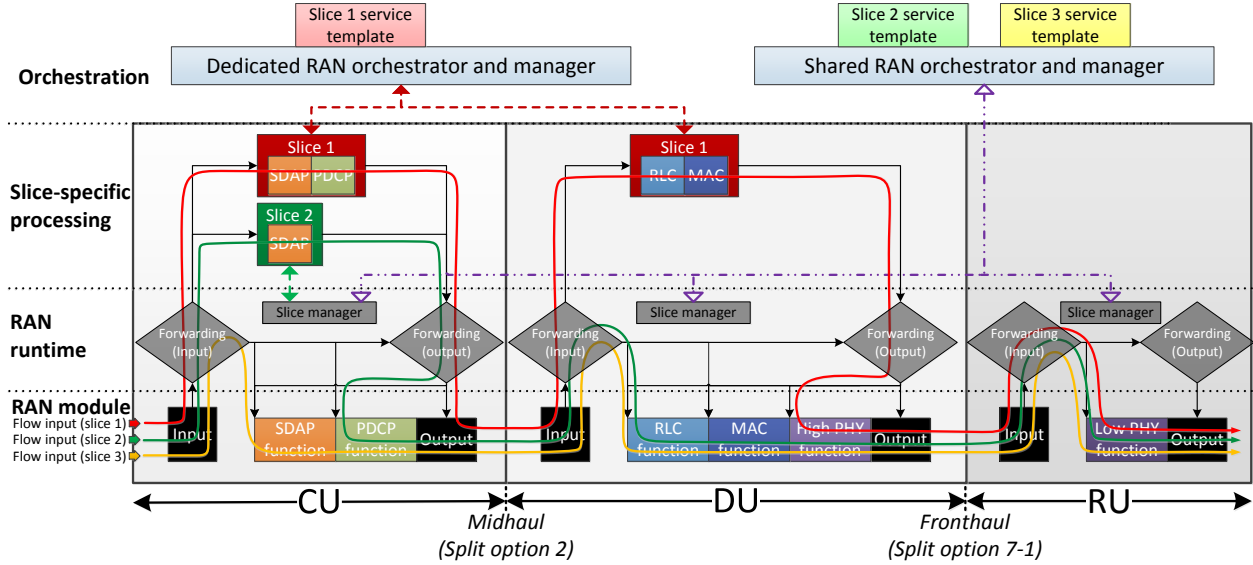 Slice 1 service
template
Slice 2 service
template
Slice 3 service
template
Orchestration
Dedicated RAN orchestrator and manager
Shared RAN orchestrator and manager
Slice-specific
processing
Slice 1
SDAP PDCP
Slice 2
SDAP
Slice 1
RLC MAC
RAN
runtime
Slice manager
Forwarding
(Input)
Forwarding
(output)
Slice manager
Forwarding
(Input)
Forwarding
(Output)
Slice manager
Forwarding
(Input)
Forwarding
(Output)
RAN module
Flow input (slice 1)
Flow input (slice 2)
Flow input (slice 3)
Input
SDAP
function
PDCP
function
Output
Input
RLC
function
MAC
function
High PHY
function
Output
Input
Low PHY
function
Output
CU
DU
RU
Midhaul
(Split option 2)
Fronthaul
(Split option 7-1)